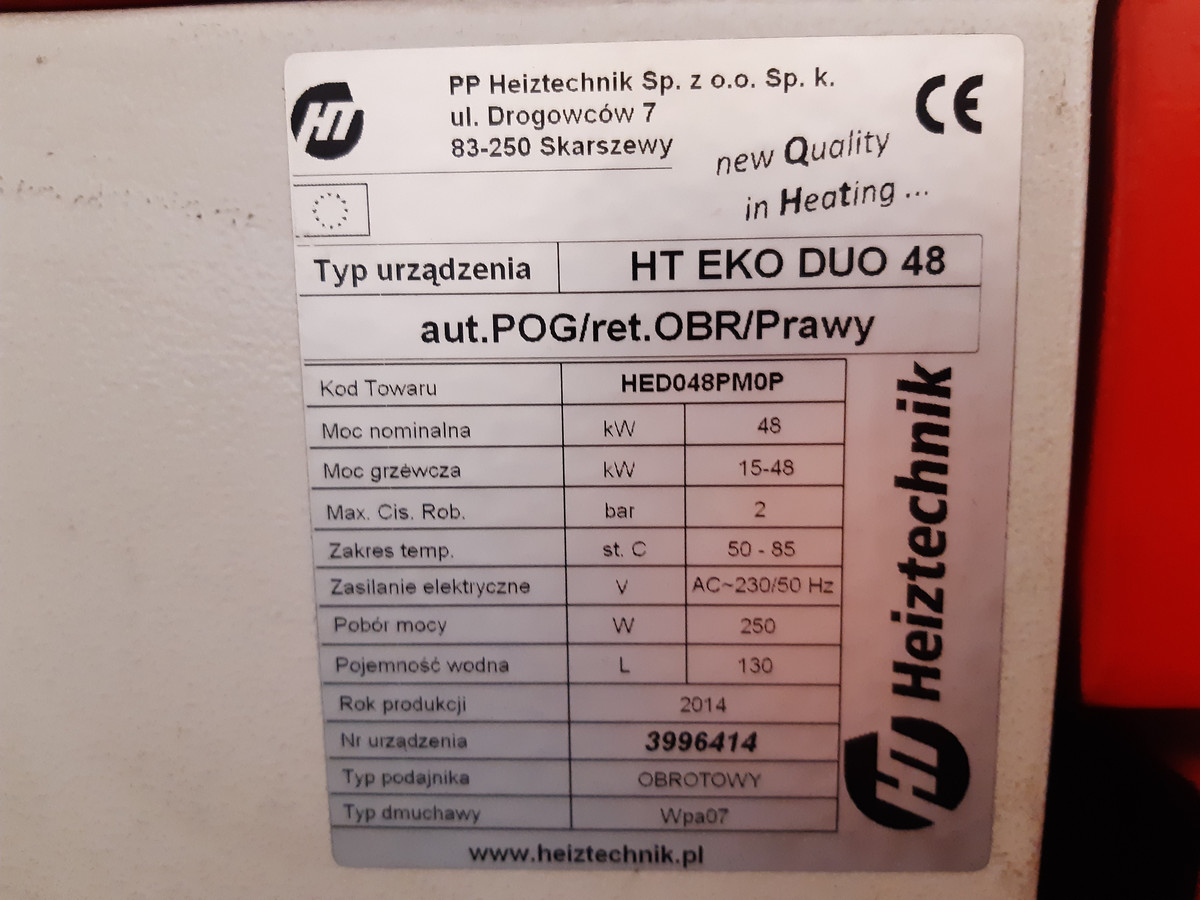 HT
PP Heiztechnik Sp. z o.o. Sp. k.
ul. Drogowców 7
83-250 Skarszewy
CE
new Quality
in Heating ...
Typ urządzenia HT EKO DUO 48
aut.POG/ret.OBR/Prawy
Kod Towaru HED048PM0P
Moc nominalna kW 48
Moc grzéwcza kW 15-48
Max. Cis. Rob. bar 2
Zakres temp. st. C 50 - 85
Zasilanie elektryczne V AC~230/50 Hz
Pobór mocy W 250
Pojemność wodna L 130
Rok produkcji 2014
Nr urządzenia 3996414
Typ podajnika OBROTOWY
Typ dmuchawy Wpa07
www.heiztechnik.pl
HT Heiztechnik